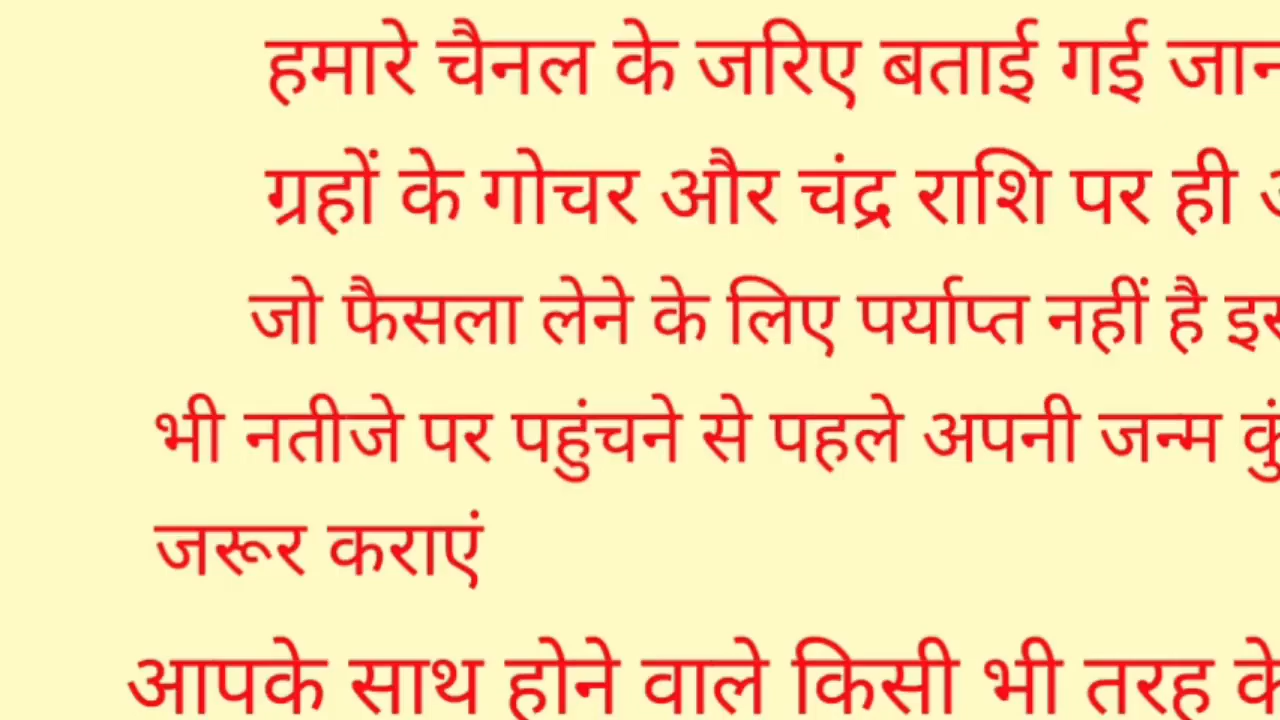 हमारे चैनल के जरिए बताई गई
ग्रहों के गोचर और चंद्र राशि पर ही
जो फैसला लेने के लिए पर्याप्त नहीं है
भी नतीजे पर पहुंचने से पहले अपनी जन्म
जरूर कराएं
आपके साथ होने वाले किसी भी तरह के